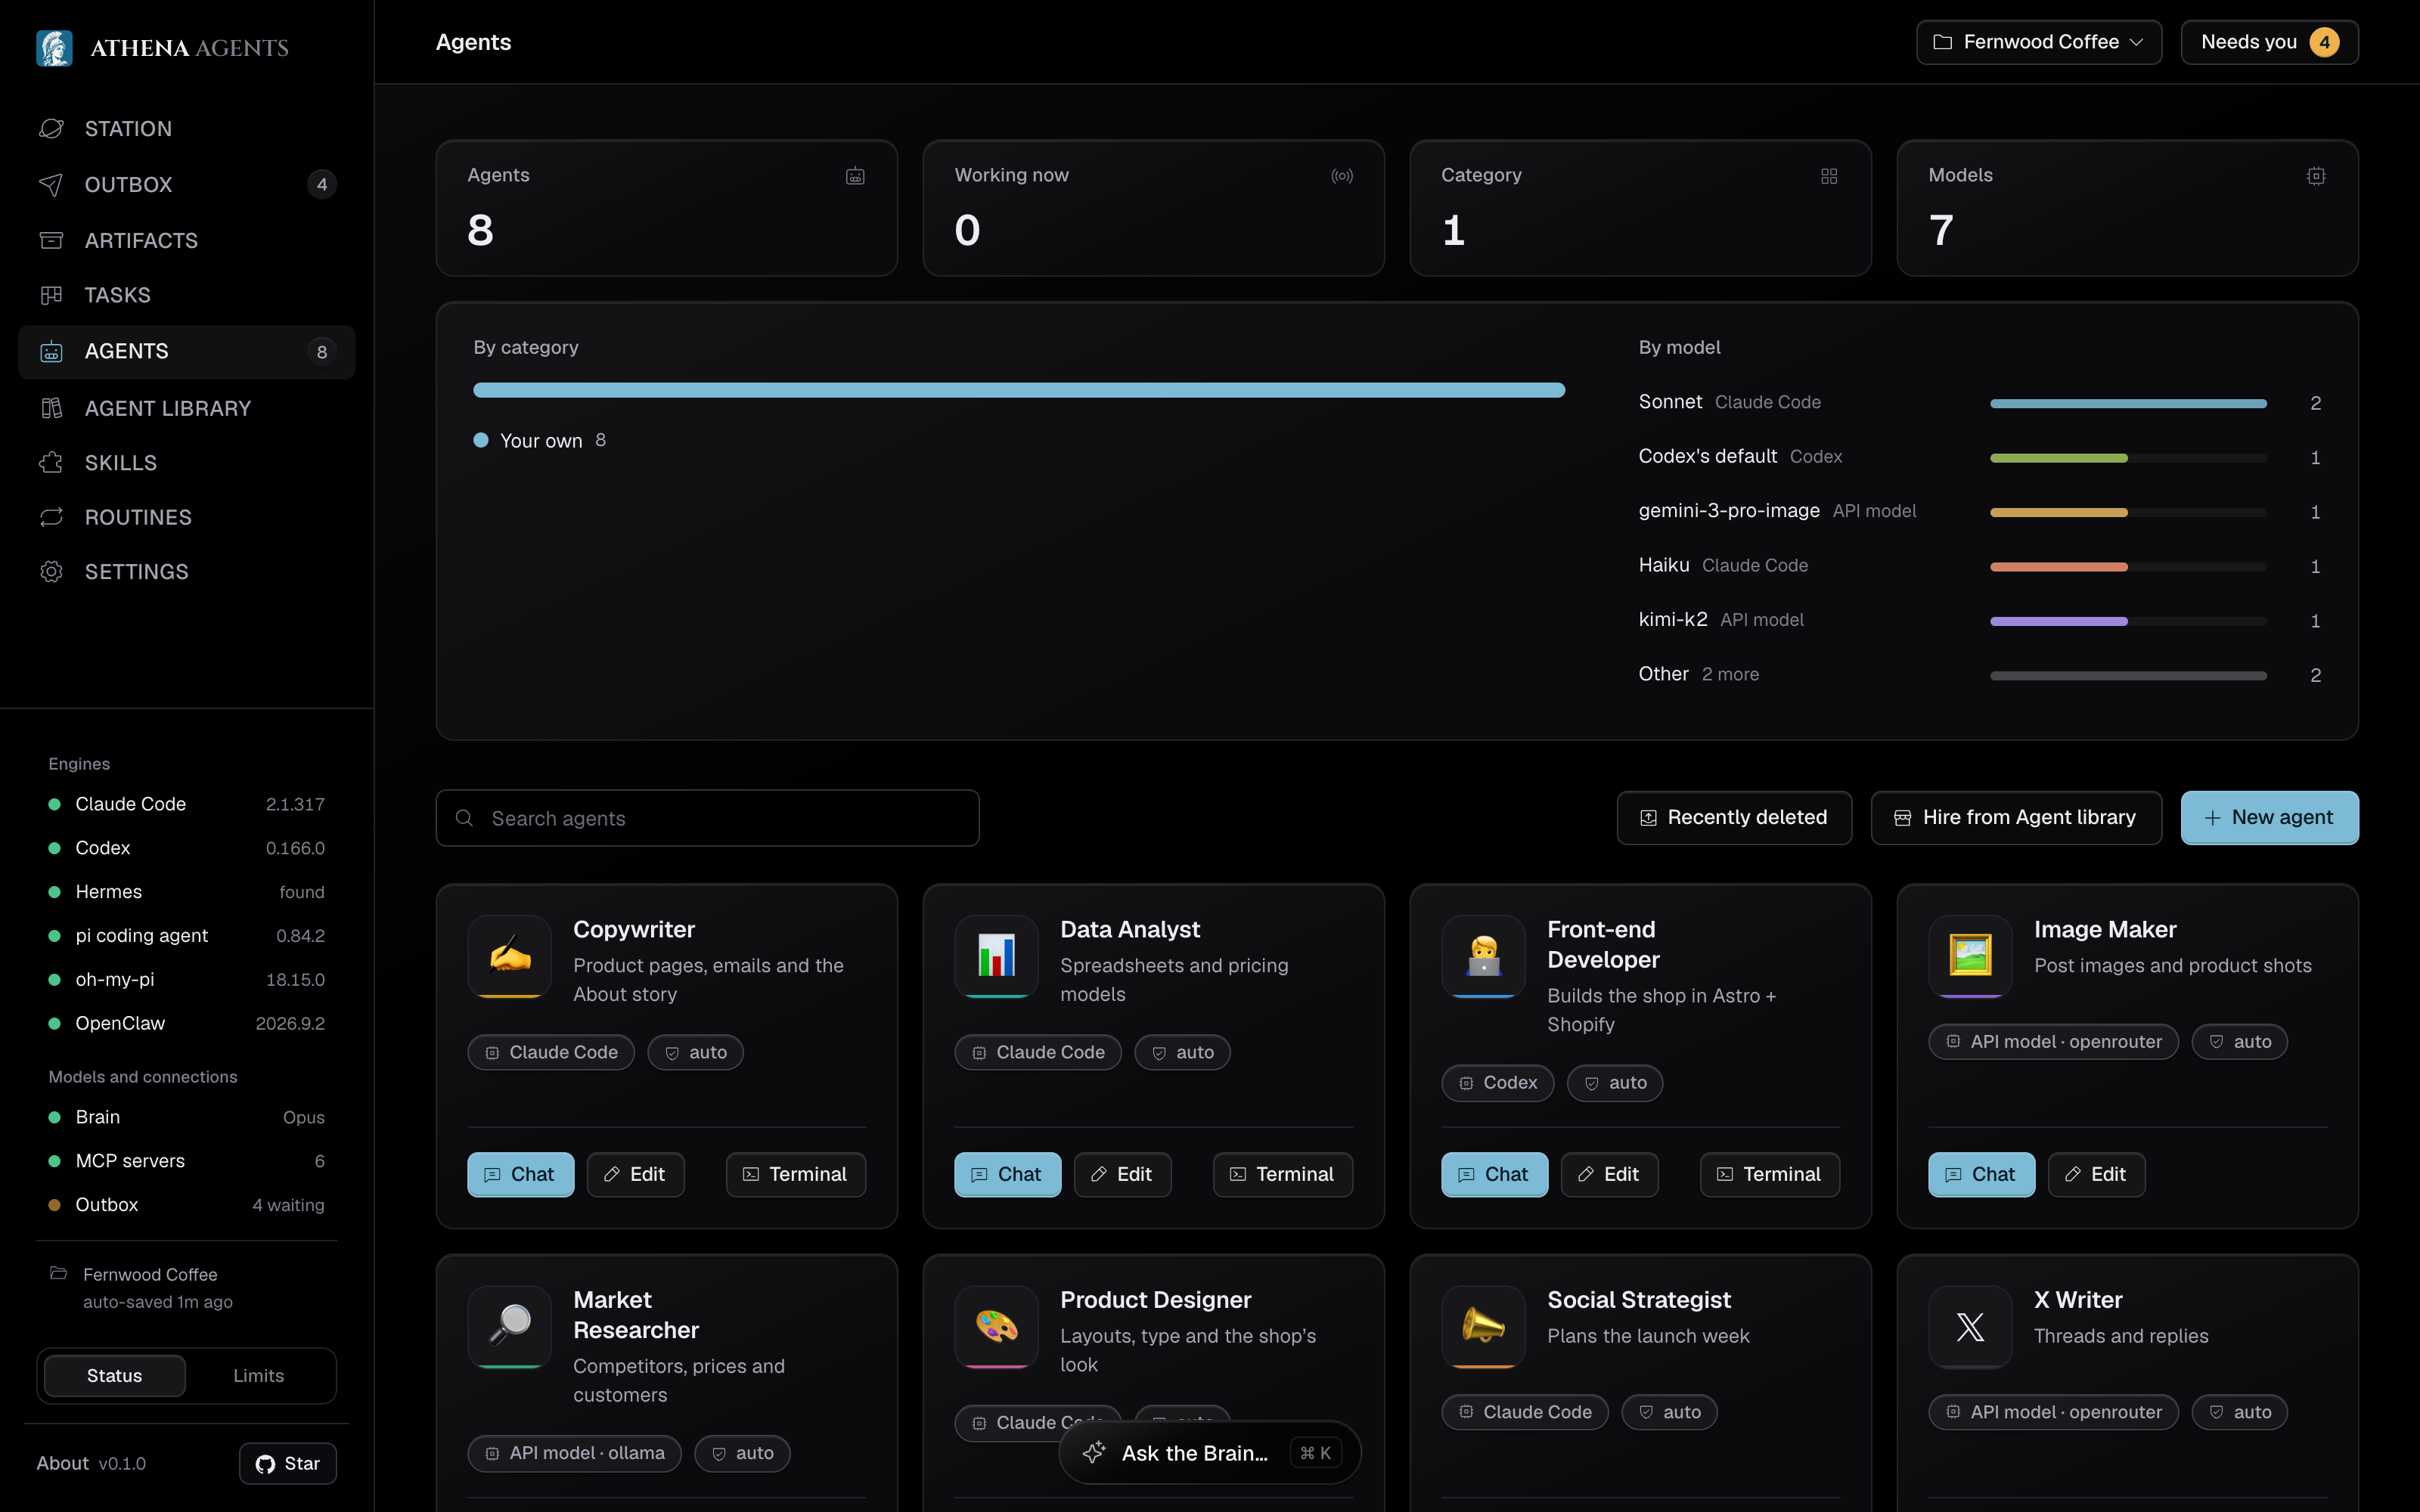 ATHENA AGENTS
STATION
OUTBOX 4
ARTIFACTS
TASKS
AGENTS 8
AGENT LIBRARY
SKILLS
ROUTINES
SETTINGS
Engines
Claude Code 2.1.317
Codex 0.166.0
Hermes found
pi coding agent 0.84.2
oh-my-pi 18.15.0
OpenClaw 2026.9.2
Models and connections
Brain Opus
MCP servers 6
Outbox 4 waiting
Fernwood Coffee
auto-saved 1m ago
Status Limits
About v0.1.0 Star
Agents
Fernwood Coffee
Needs you 4
Agents
8
Working now
0
Category
1
Models
7
By category
Your own 8
By model
Sonnet Claude Code 2
Codex's default Codex 1
gemini-3-pro-image API model 1
Haiku Claude Code 1
kimi-k2 API model 1
Other 2 more 2
Search agents
Recently deleted
Hire from Agent library
New agent
Copywriter
Product pages, emails and the
About story
Claude Code auto
Chat Edit Terminal
Data Analyst
Spreadsheets and pricing
models
Claude Code auto
Chat Edit Terminal
Front-end
Developer
Builds the shop in Astro +
Shopify
Codex auto
Chat Edit Terminal
Image Maker
Post images and product shots
API model · openrouter auto
Chat Edit
Market
Researcher
Competitors, prices and
customers
API model · ollama auto
Product Designer
Layouts, type and the shop’s
look
Claude Code auto
Social Strategist
Plans the launch week
Claude Code auto
X Writer
Threads and replies
API model · openrouter auto
Ask the Brain... ⌘ K